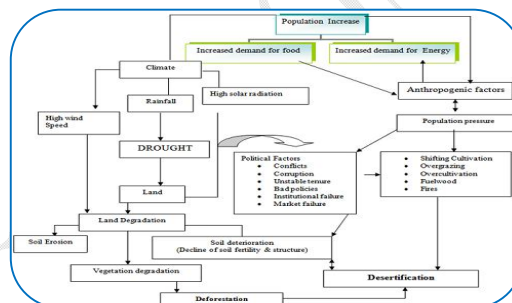 Population Increase
Increased demand for food
Increased demand for Energy
Climate
Anthropogenic factors
Rainfall
High solar radiation
High wind
Speed
Population pressure
DROUGHT
Political Factors
• Conflicts
• Corruption
• Unstable tenure
• Bad policies
• Institutional failure
• Market failure
• Shifting Cultivation
• Overgrazing
• Overcultivation
• Fuelwood
• Fires
Land
Land Degradation
Soil Erosion
Soil deterioration
(Decline of soil fertility & structure)
Vegetation degradation
Desertification
Deforestation